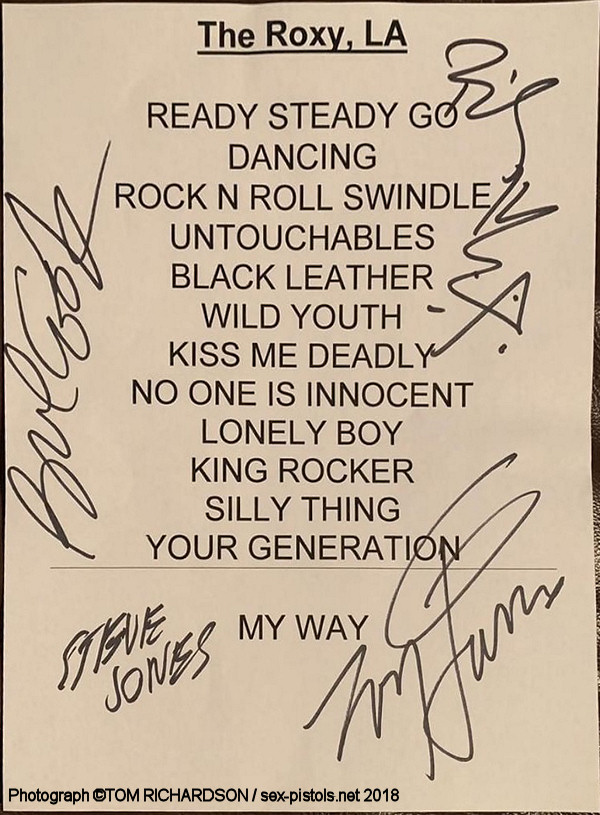 The Roxy, LA
READY STEADY GO
DANCING
ROCK N ROLL SWINDLE
UNTOUCHABLES
BLACK LEATHER
WILD YOUTH
KISS ME DEADLY
NO ONE IS INNOCENT
LONELY BOY
KING ROCKER
SILLY THING
YOUR GENERATION
MY WAY
STEVE
JONES
Photograph ©TOM RICHARDSON / sex-pistols.net 2018